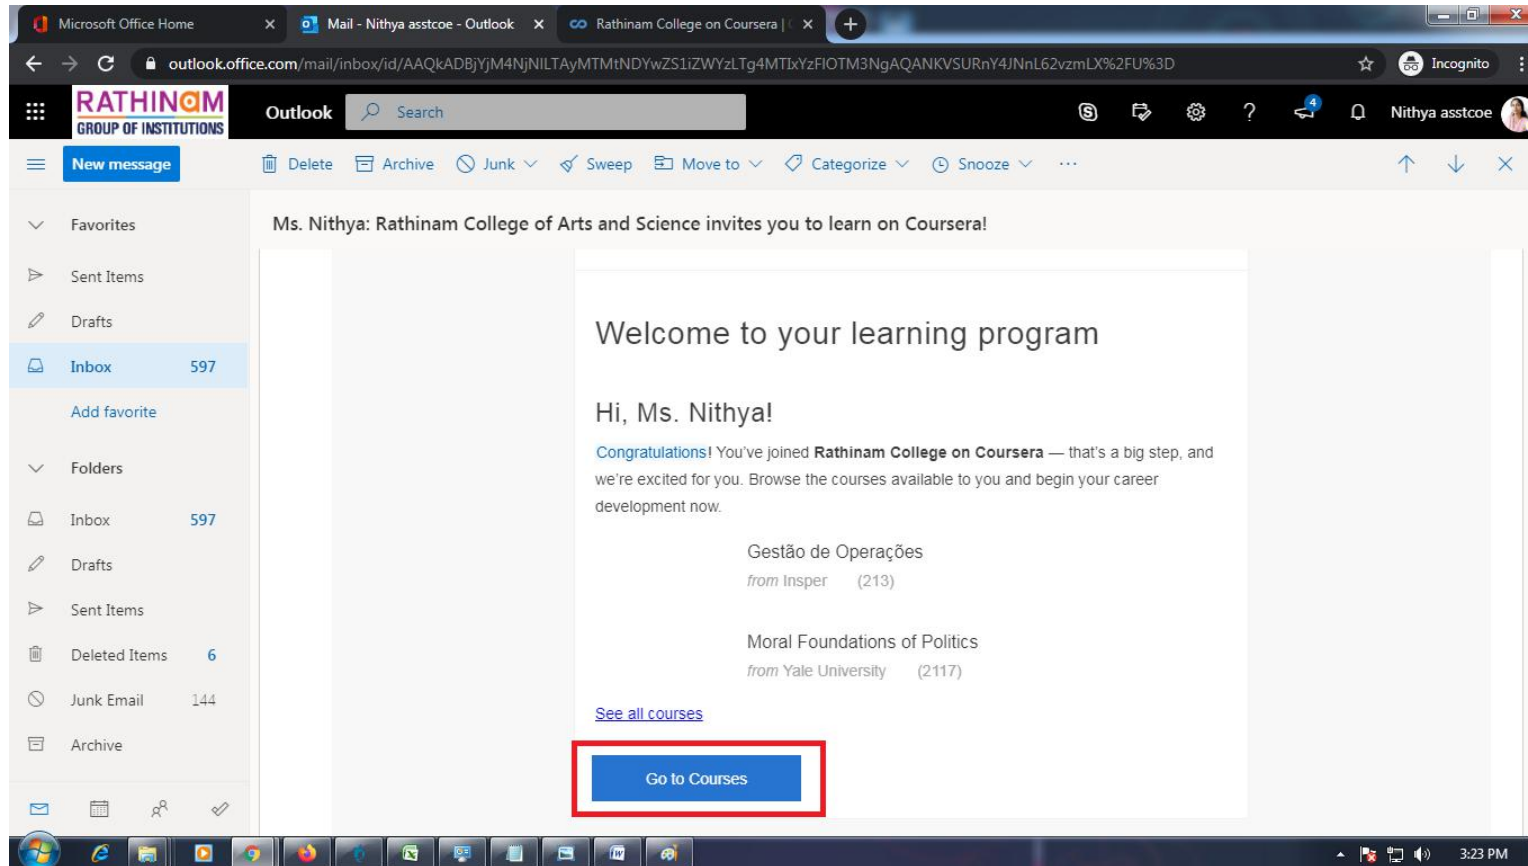 Microsoft Office Home
Mail - Nithya asstcoe - Outlook
Rathinam College on Coursera |
outlook.office.com/mail/inbox/id/AAQkADBjYjM4NjNlLTAyMTMtNDYwZS1iZWYzLTg4MTIxYzFlOTM3NgAQANKVSURnY4JNnL62vzmLX%2FU%3D
Incognito
RATHINAM
GROUP OF INSTITUTIONS
Outlook
Search
4
Nithya asstcoe
New message
Delete
Archive
Junk
Sweep
Move to
Categorize
Snooze
Favorites
Sent Items
Drafts
Inbox 597
Add favorite
Folders
Inbox 597
Drafts
Sent Items
Deleted Items 6
Junk Email 144
Archive
Ms. Nithya: Rathinam College of Arts and Science invites you to learn on Coursera!
Welcome to your learning program
Hi, Ms. Nithya!
Congratulations! You've joined Rathinam College on Coursera — that's a big step, and
we're excited for you. Browse the courses available to you and begin your career
development now.
Gestão de Operações
from Insper (213)
Moral Foundations of Politics
from Yale University (2117)
See all courses
Go to Courses
3:23 PM